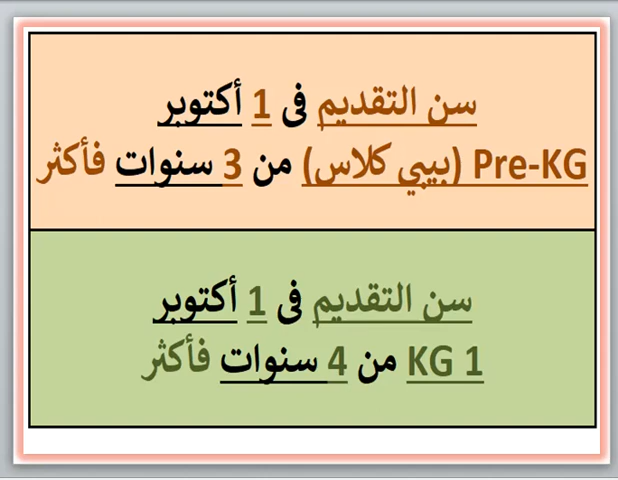 سن التقديم فى 1 أكتوبر
Pre-KG (بيبي كلاس) من 3 سنوات فأكثر
سن التقديم فى 1 أكتوبر
KG 1 من 4 سنوات فأكثر